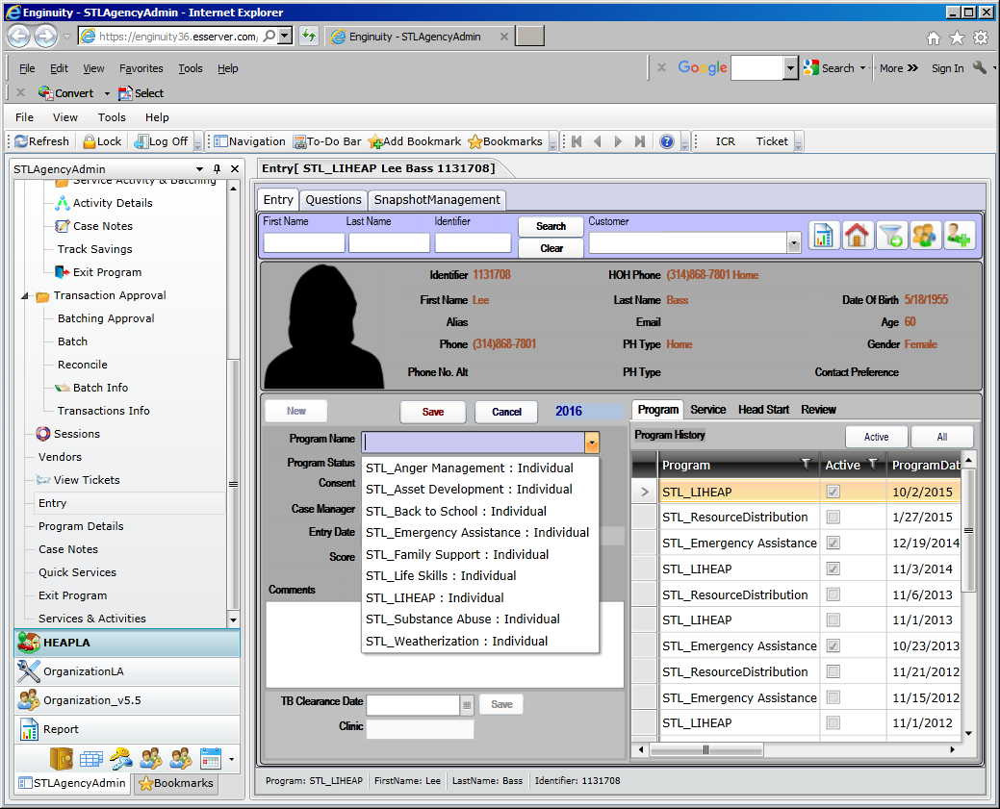 Enginuity - STLAgencyAdmin - Internet Explorer
https://enginuity36.esserver.com/
Enginuity - STLAgencyAdmin
File Edit View Favorites Tools Help
Google Search More Sign In
Convert Select
File View Tools Help
Refresh Lock Log Off Navigation To-Do Bar Add Bookmark Bookmarks ICR Ticket
STLAgencyAdmin
Service Activity & Batching
Activity Details
Case Notes
Track Savings
Exit Program
Transaction Approval
Batching Approval
Batch
Reconcile
Batch Info
Transactions Info
Sessions
Vendors
View Tickets
Entry
Program Details
Case Notes
Quick Services
Exit Program
Services & Activities
HEAPLA
OrganizationLA
Organization_v5.5
Report
STLAgencyAdmin Bookmarks
Entry[ STL_LIHEAP Lee Bass 1131708]
Entry Questions SnapshotManagement
First Name Last Name Identifier Search Customer
Clear
Identifier 1131708 HOH Phone (314)868-7801 Home
First Name Lee Last Name Bass Date Of Birth 5/18/1955
Alias Email Age 60
Phone (314)868-7801 PH Type Home Gender Female
Phone No. Alt PH Type Contact Preference
New Save Cancel 2016
Program Name
Program Status
Consent
Case Manager
Entry Date
Score
Comments
STL_Anger Management : Individual
STL_Asset Development : Individual
STL_Back to School : Individual
STL_Emergency Assistance : Individual
STL_Family Support : Individual
STL_Life Skills : Individual
STL_LIHEAP : Individual
STL_Substance Abuse : Individual
STL_Weatherization : Individual
TB Clearance Date Save
Clinic
Program Service Head Start Review
Program History Active All
Program Active ProgramDat
STL_LIHEAP 10/2/2015
STL_ResourceDistribution 1/27/2015
STL_Emergency Assistance 12/19/2014
STL_LIHEAP 11/3/2014
STL_ResourceDistribution 11/6/2013
STL_LIHEAP 11/1/2013
STL_Emergency Assistance 10/23/2013
STL_ResourceDistribution 11/21/2012
STL_Emergency Assistance 11/15/2012
STL_LIHEAP 11/1/2012
Program: STL_LIHEAP FirstName: Lee LastName: Bass Identifier: 1131708